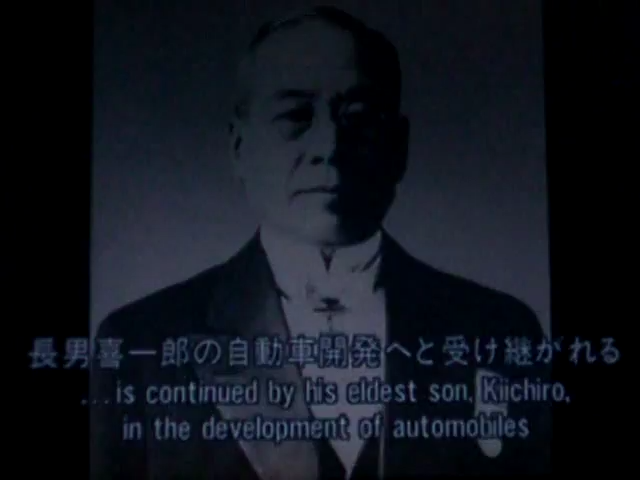 長男喜一郎の自動車開発へと受け継がれる
...is continued by his eldest son, Kiichiro,
in the development of automobiles